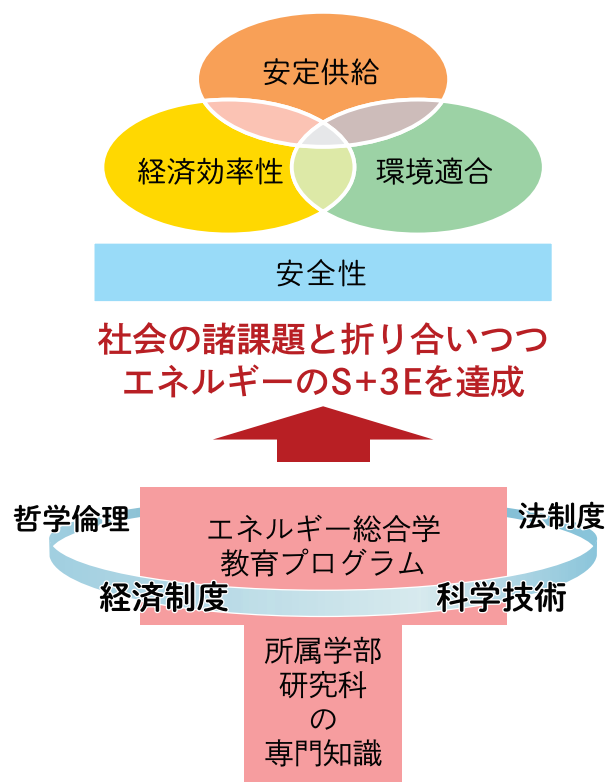 安定供給
経済効率性
環境適合
安全性
社会の諸課題と折り合いつつ
エネルギーのS+3Eを達成
哲学倫理
法制度
エネルギー総合学
教育プログラム
経済制度
科学技術
所属学部
研究科
の
専門知識